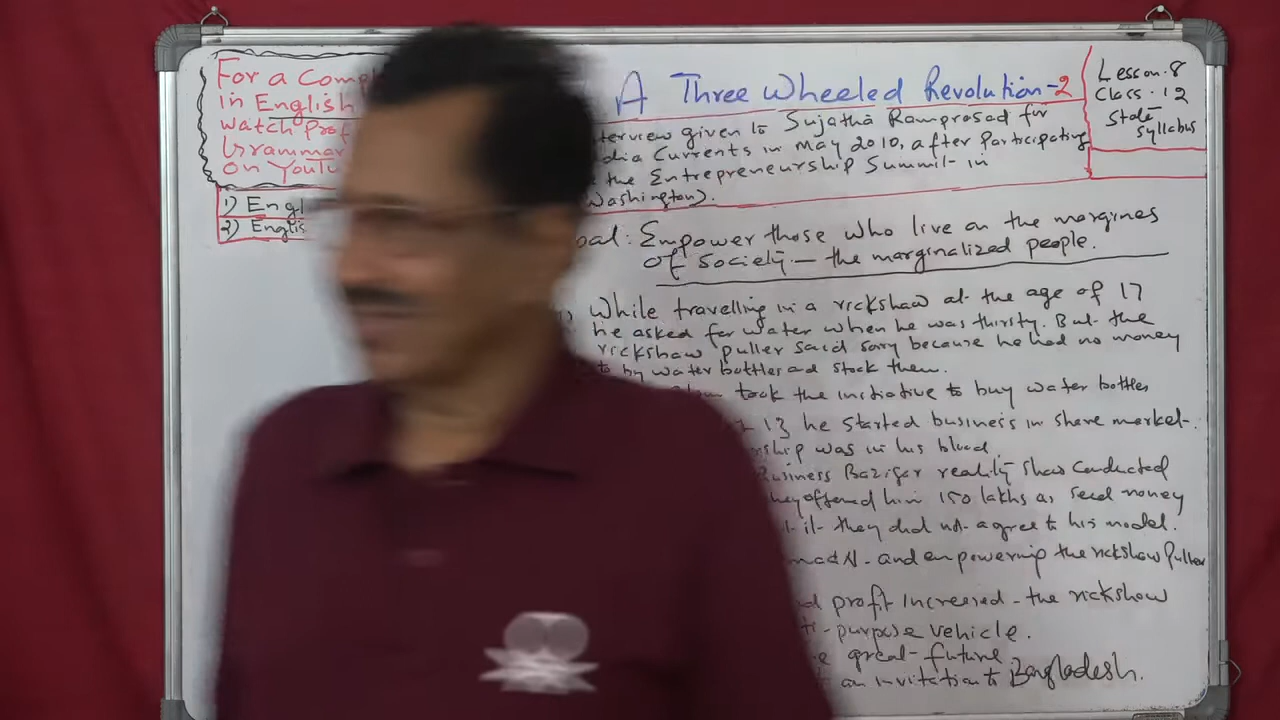 For a Comp
in English
watch Prof
Grammar
On YouTu
1) Engl
2) Englis
A Three Wheeled Revolution-2
Lesson. 8
Class. 12
State
syllabus
terview given to Sujatha Ramprosad for
dia Currents in May 2010, after Participating
the Entrepreneurship Summit in
Washington).
oal: Empower those who live on the margines
of society — the marginalized people.
While travelling in a rickshaw at the age of 17
he asked for water when he was thirsty. But the
rickshaw puller said sorry because he had no money
to by water bottles and stock them.
took the initiative to buy water bottles
13 he started business in share market.
rship was in his blood
Business Bazigar reality show conducted
hey offered him 150 lakhs as seed money
it they did not agree to his model.
and empowering the rickshaw Puller
d profit increased - the rickshaw
ti-purpose vehicle.
e great future
an invitation to Bangladesh.